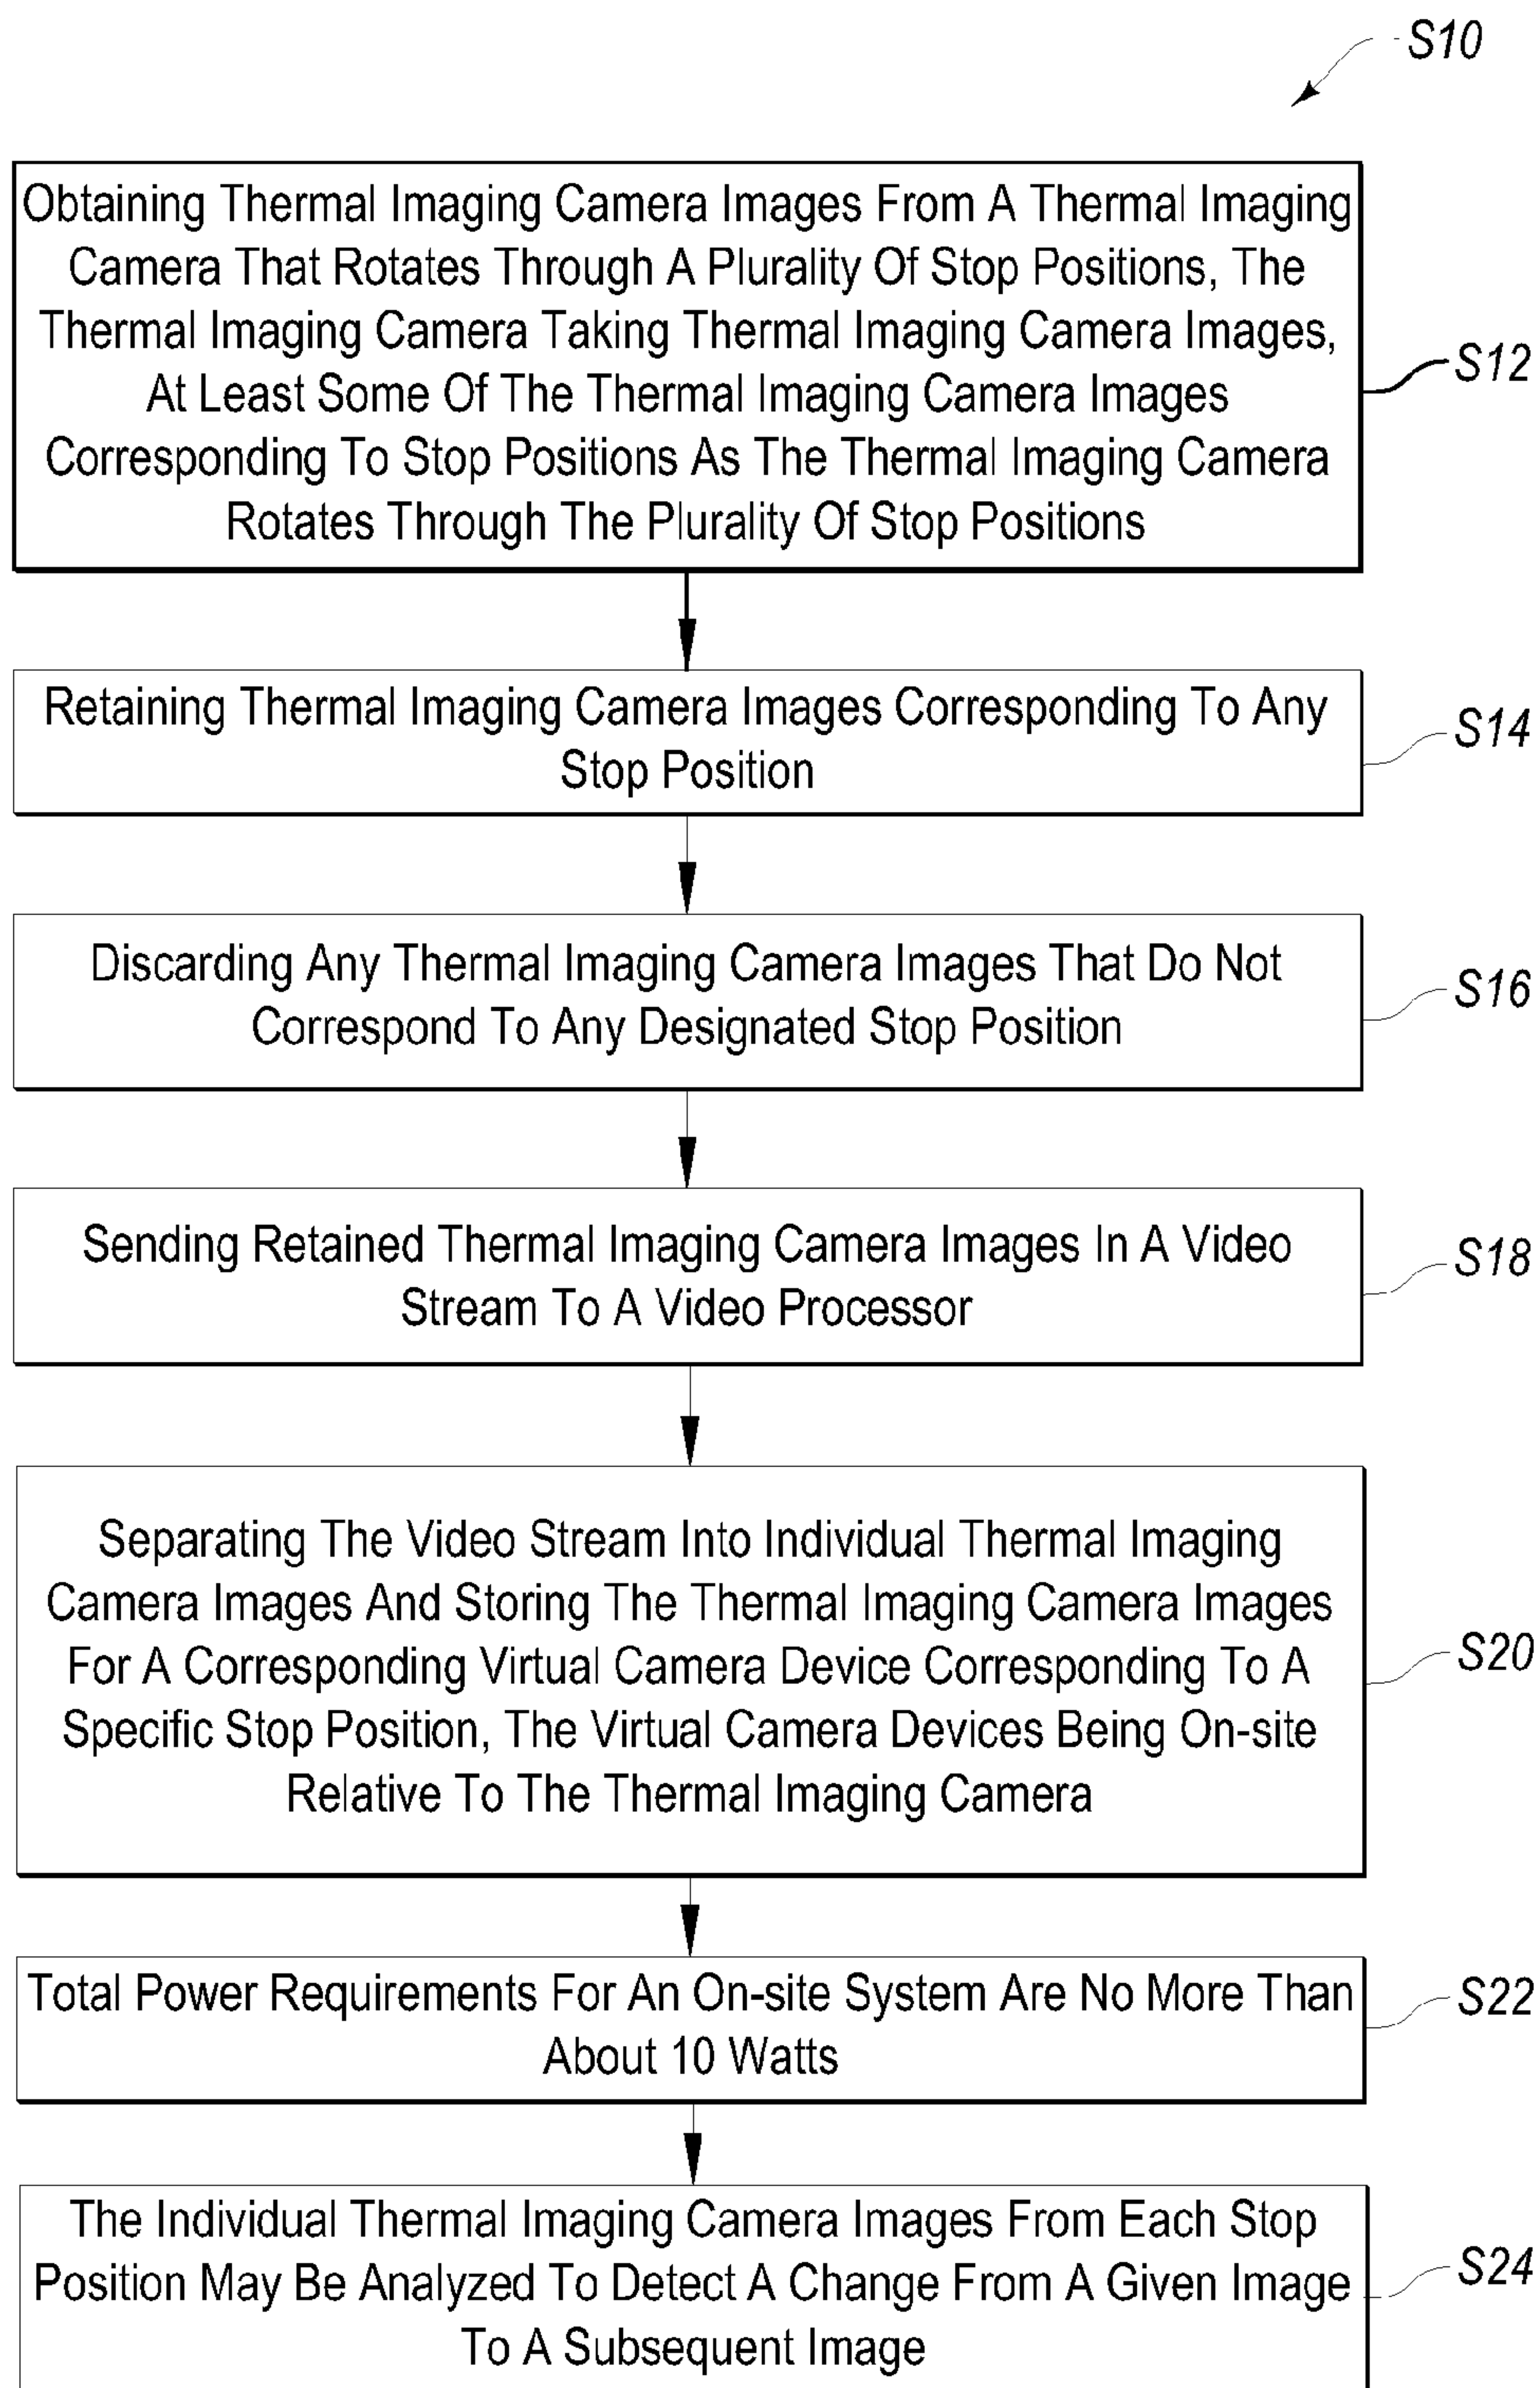 S10
Obtaining Thermal Imaging Camera Images From A Thermal Imaging
Camera That Rotates Through A Plurality Of Stop Positions, The
Thermal Imaging Camera Taking Thermal Imaging Camera Images,
At Least Some Of The Thermal Imaging Camera Images
Corresponding To Stop Positions As The Thermal Imaging Camera
Rotates Through The Plurality Of Stop Positions
S12
Retaining Thermal Imaging Camera Images Corresponding To Any
Stop Position
S14
Discarding Any Thermal Imaging Camera Images That Do Not
Correspond To Any Designated Stop Position
S16
Sending Retained Thermal Imaging Camera Images In A Video
Stream To A Video Processor
S18
Separating The Video Stream Into Individual Thermal Imaging
Camera Images And Storing The Thermal Imaging Camera Images
For A Corresponding Virtual Camera Device Corresponding To A
Specific Stop Position, The Virtual Camera Devices Being On-site
Relative To The Thermal Imaging Camera
S20
Total Power Requirements For An On-site System Are No More Than
About 10 Watts
S22
The Individual Thermal Imaging Camera Images From Each Stop
Position May Be Analyzed To Detect A Change From A Given Image
To A Subsequent Image
S24